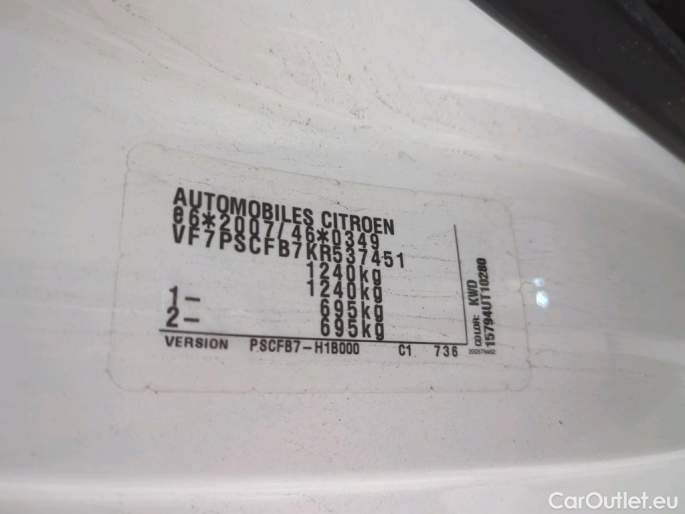 AUTOMOBILES CITROEN
e6*2007/46*0349
VF7PSCFB7KR537451
1240kg
1240kg
1– 695kg
2– 695kg
VERSION PSCFB7–H1B000 C1 736
COLOR: KWD
15794UT10280
CarOutlet.eu